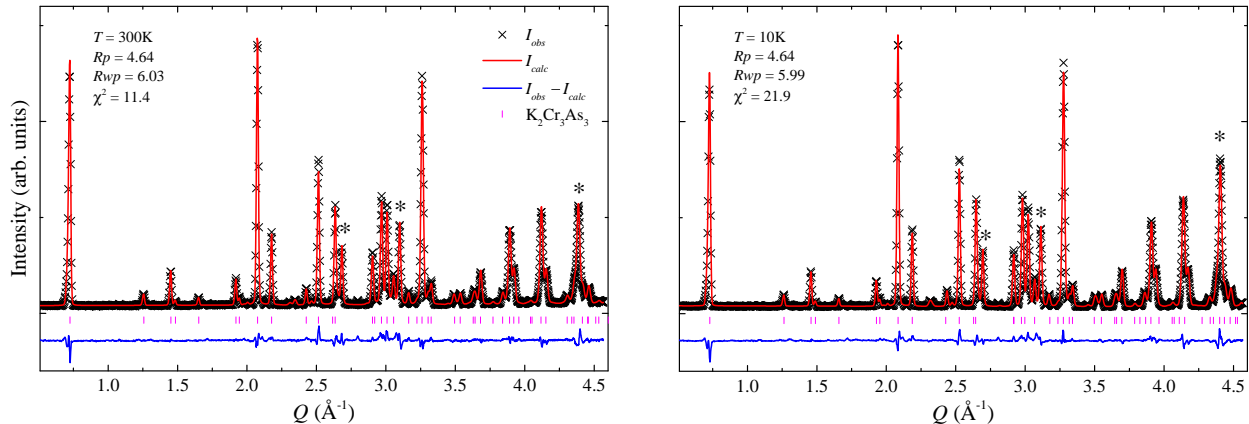 T = 300K
Rp = 4.64
Rwp = 6.03
χ² = 11.4
I_obs
I_calc
I_obs − I_calc
K₂Cr₃As₃
*
*
*
Intensity (arb. units)
1.0 1.5 2.0 2.5 3.0 3.5 4.0 4.5
Q (Å⁻¹)
T = 10K
Rp = 4.64
Rwp = 5.99
χ² = 21.9
*
*
*
1.0 1.5 2.0 2.5 3.0 3.5 4.0 4.5
Q (Å⁻¹)